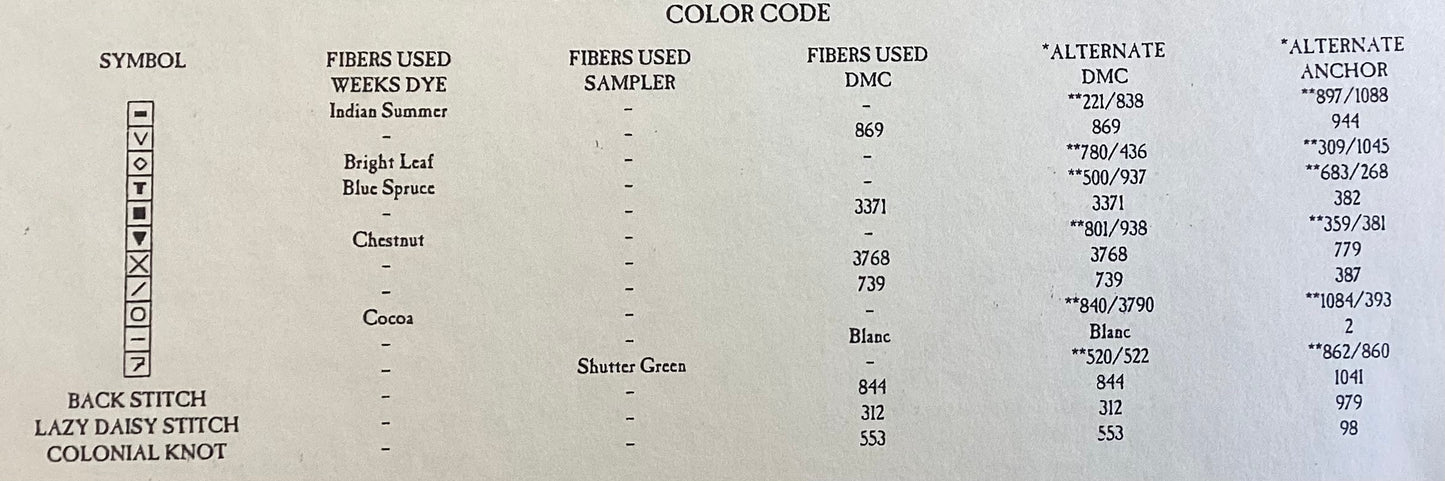 COLOR CODE
SYMBOL FIBERS USED WEEKS DYE FIBERS USED SAMPLER FIBERS USED DMC *ALTERNATE DMC *ALTERNATE ANCHOR
Indian Summer - - **221/838 **897/1088
- - 869 869 944
Bright Leaf - - **780/436 **309/1045
T Blue Spruce - - **500/937 **683/268
- - 3371 3371 382
Chestnut - - **801/938 **359/381
- - 3768 3768 779
- - 739 739 387
Cocoa - - **840/3790 **1084/393
- - Blanc Blanc 2
- Shutter Green - **520/522 **862/860
BACK STITCH - - 844 844 1041
LAZY DAISY STITCH - - 312 312 979
COLONIAL KNOT - - 553 553 98